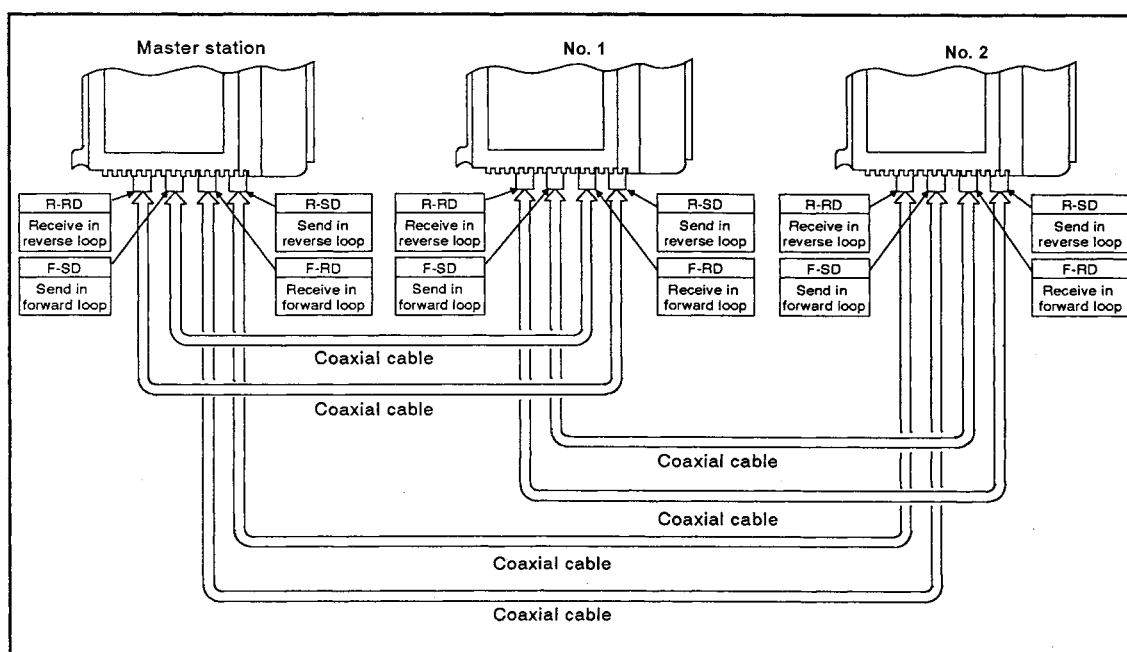 Master station
No. 1
No. 2
R-RD
Receive in
reverse loop
F-SD
Send in
forward loop
R-SD
Send in
reverse loop
F-RD
Receive in
forward loop
R-RD
Receive in
reverse loop
F-SD
Send in
forward loop
R-SD
Send in
reverse loop
F-RD
Receive in
forward loop
R-RD
Receive in
reverse loop
F-SD
Send in
forward loop
R-SD
Send in
reverse loop
F-RD
Receive in
forward loop
Coaxial cable
Coaxial cable
Coaxial cable
Coaxial cable
Coaxial cable
Coaxial cable